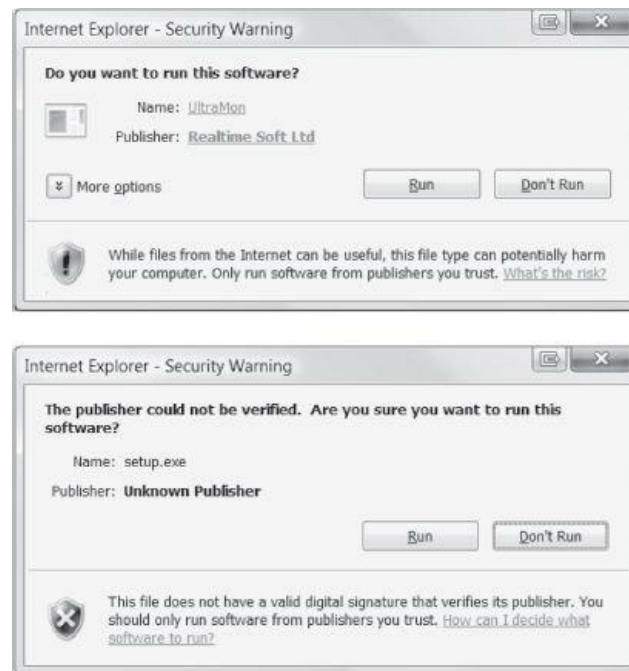 Internet Explorer - Security Warning
Do you want to run this software?
Name: UltraMon
Publisher: Realtime Soft Ltd
More options
Run
Don't Run
While files from the Internet can be useful, this file type can potentially harm
your computer. Only run software from publishers you trust. What's the risk?
Internet Explorer - Security Warning
The publisher could not be verified. Are you sure you want to run this
software?
Name: setup.exe
Publisher: Unknown Publisher
Run
Don't Run
This file does not have a valid digital signature that verifies its publisher. You
should only run software from publishers you trust. How can I decide what
software to run?